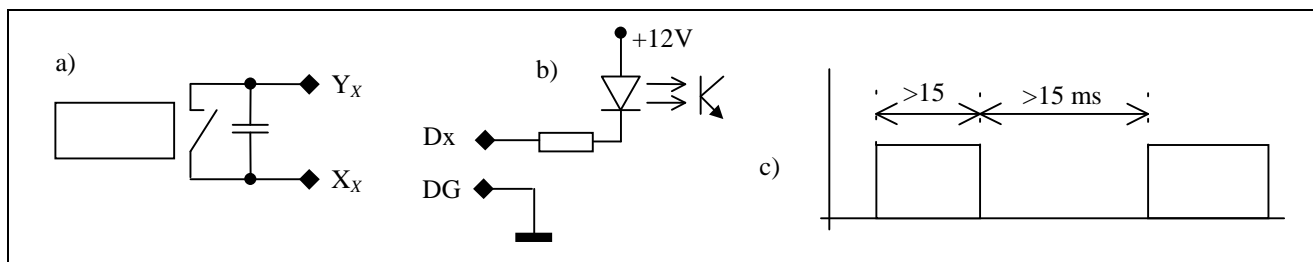 a)
Y_X
X_X
b)
+12V
Dx
DG
c)
>15
>15 ms